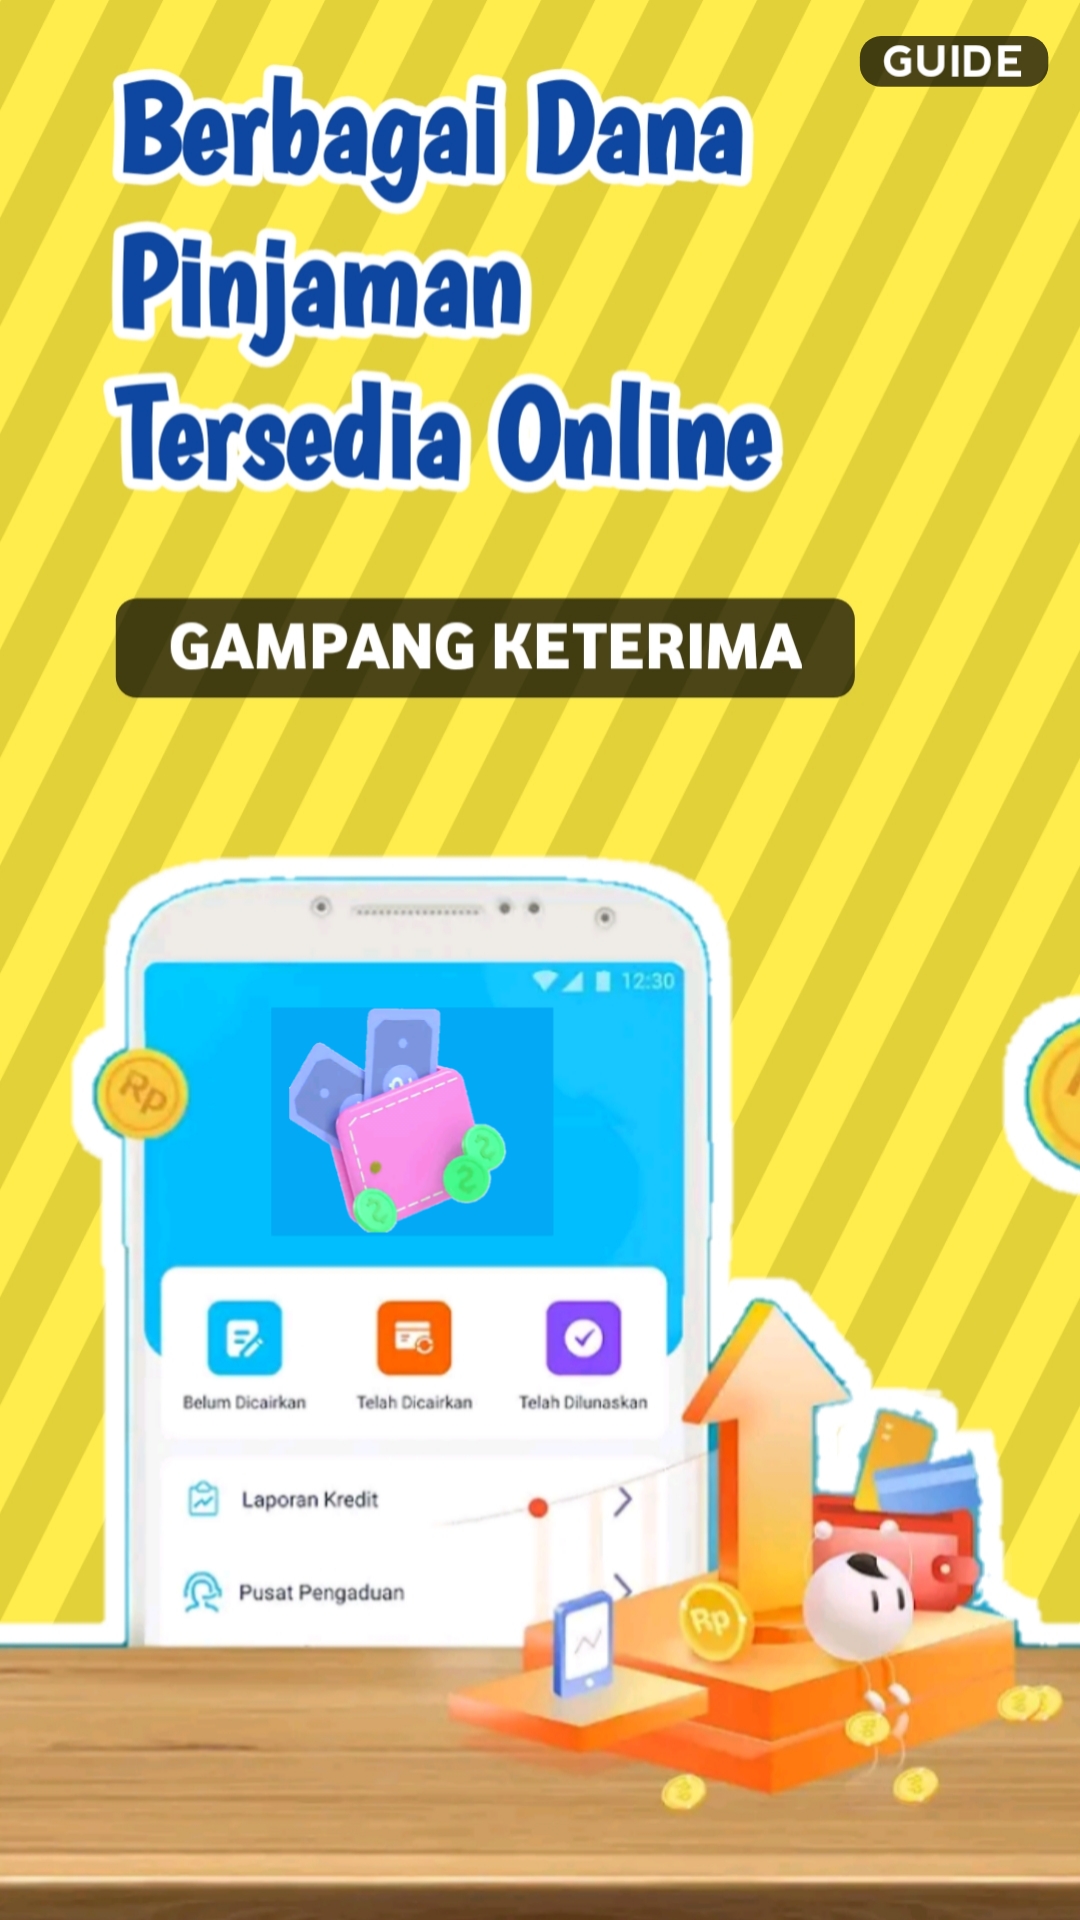 GUIDE
Berbagai Dana
Pinjaman
Tersedia Online
GAMPANG KETERIMA
12:30
Rp
Belum Dicairkan
Telah Dicairkan
Telah Dilunaskan
Laporan Kredit
Pusat Pengaduan
Rp